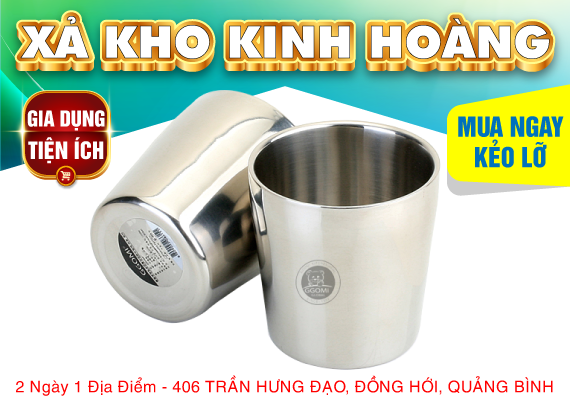 XẢ KHO KINH HOÀNG
GIA DỤNG
TIỆN ÍCH
MUA NGAY
KẺO LỠ
GGOMI
GGOMI
2 Ngày 1 Địa Điểm - 406 TRẦN HƯNG ĐẠO, ĐỒNG HỚI, QUẢNG BÌNH